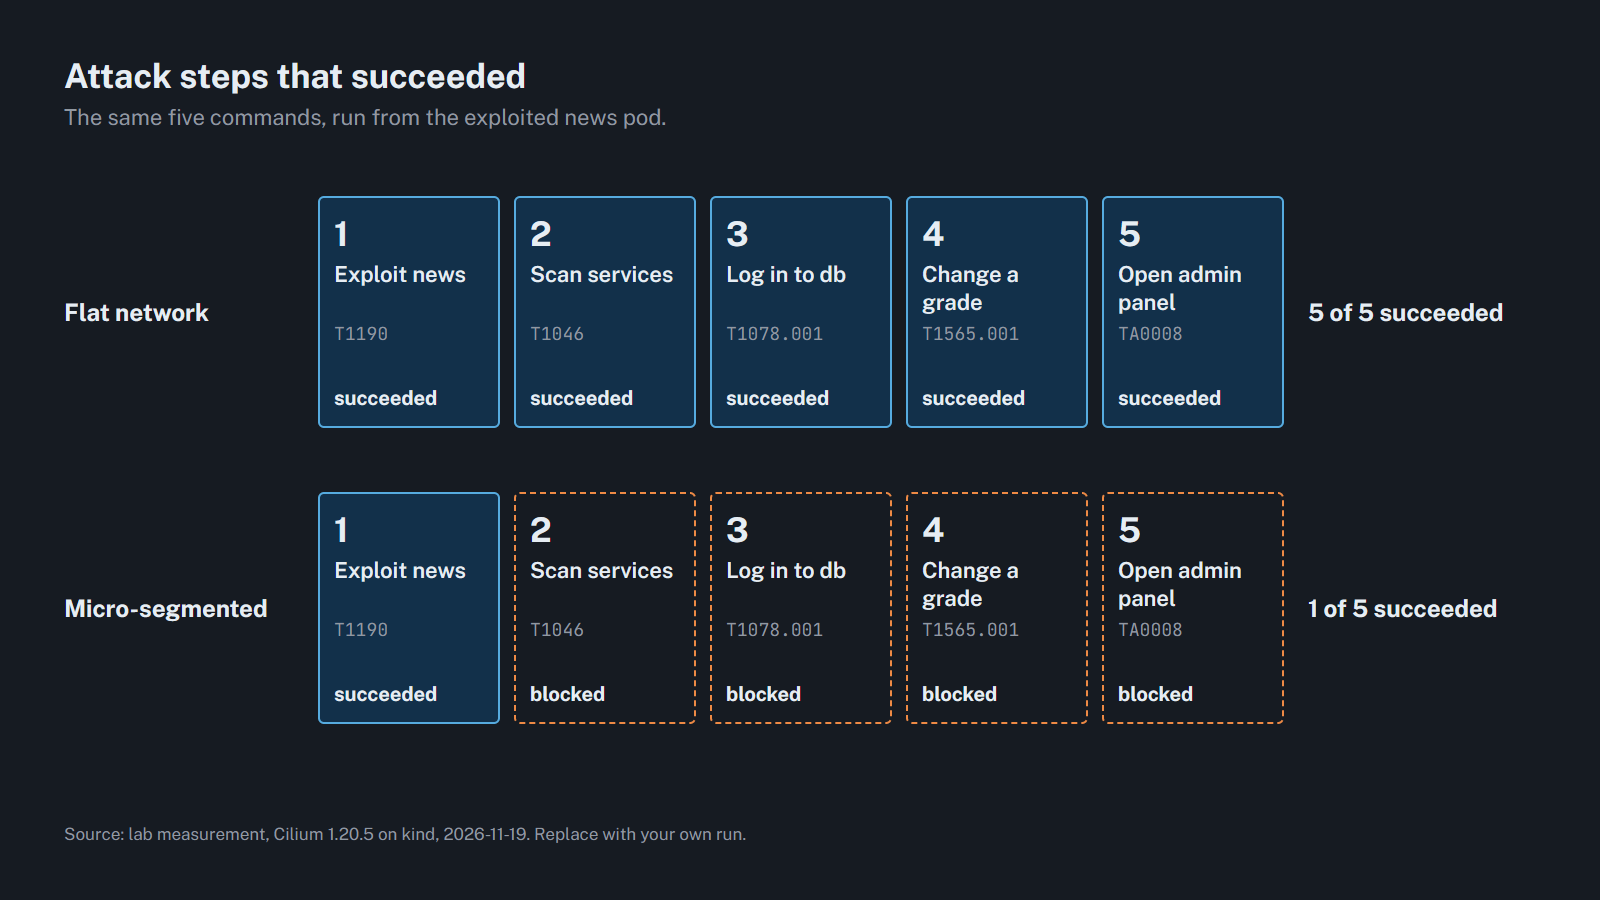 Attack steps that succeeded
The same five commands, run from the exploited news pod.
Flat network
1
Exploit news
T1190
succeeded
2
Scan services
T1046
succeeded
3
Log in to db
T1078.001
succeeded
4
Change a
grade
T1565.001
succeeded
5
Open admin
panel
TA0008
succeeded
5 of 5 succeeded
Micro-segmented
1
Exploit news
T1190
succeeded
2
Scan services
T1046
blocked
3
Log in to db
T1078.001
blocked
4
Change a
grade
T1565.001
blocked
5
Open admin
panel
TA0008
blocked
1 of 5 succeeded
Source: lab measurement, Cilium 1.20.5 on kind, 2026-11-19. Replace with your own run.